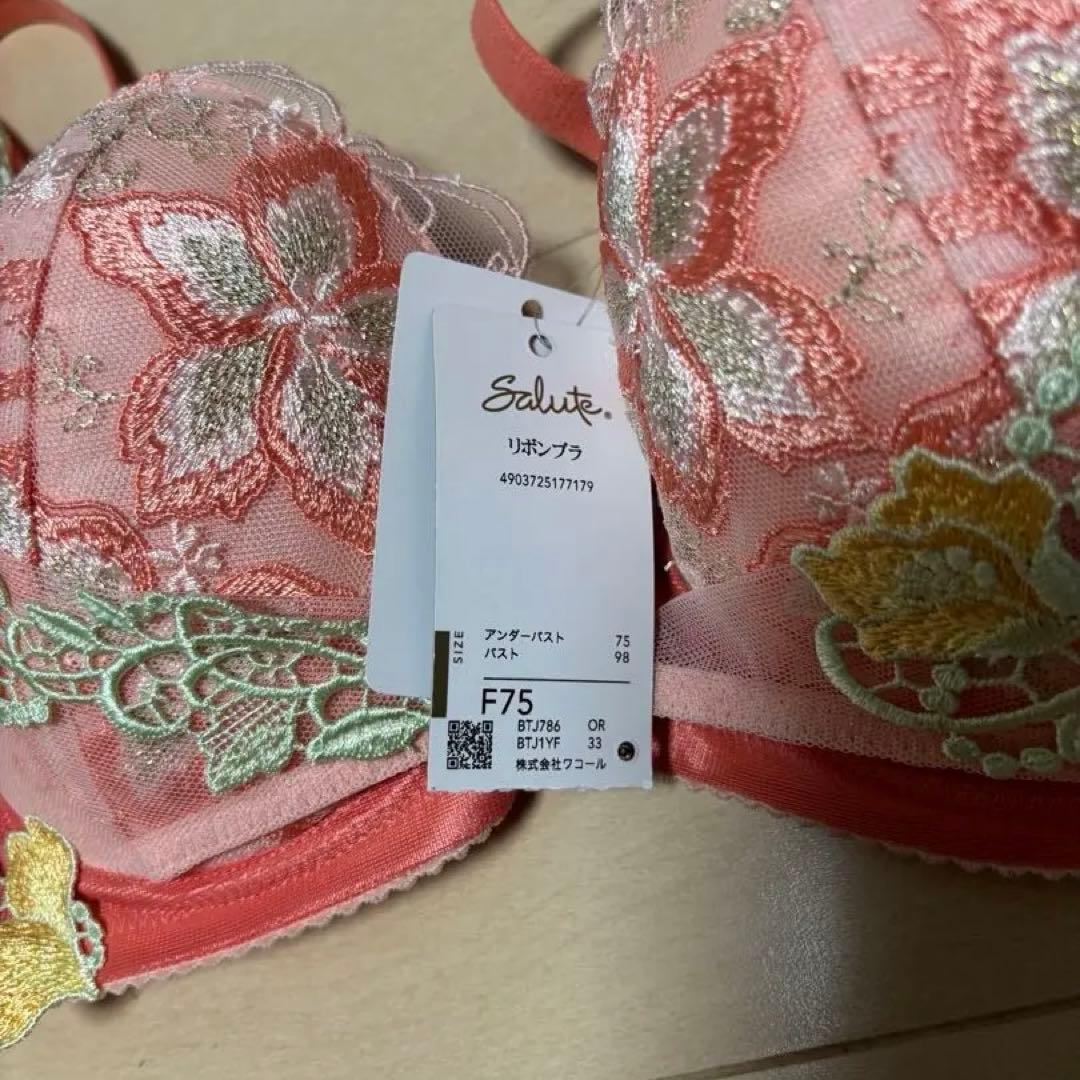 Salute®
リボンブラ
4903725177179
SIZE
アンダーバスト 75
バスト 98
F75
BTJ786 OR
BTJ1YF 33
株式会社ワコール